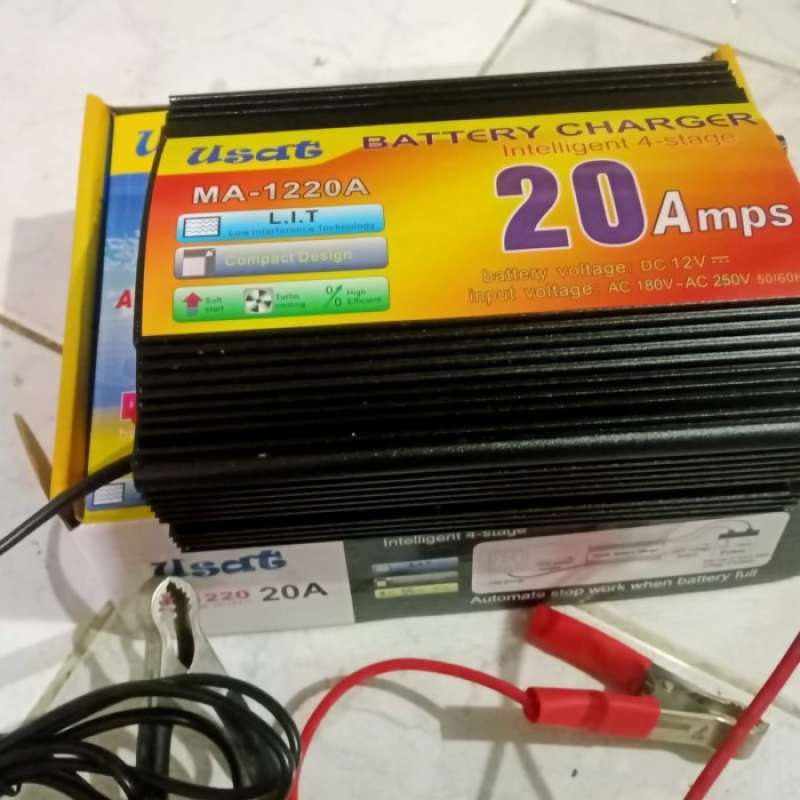 usat
BATTERY CHARGER
Intelligent 4-stage
MA-1220A
20 Amps
L.I.T
Low Interference Technology
Compact Design
Soft start
Turbo
High Efficient
battery voltage: DC 12V
input voltage: AC 180V-AC 250V 50/60H
Intelligent 4-stage
usat
L.I.T
220 20A
Automate stop work when battery full